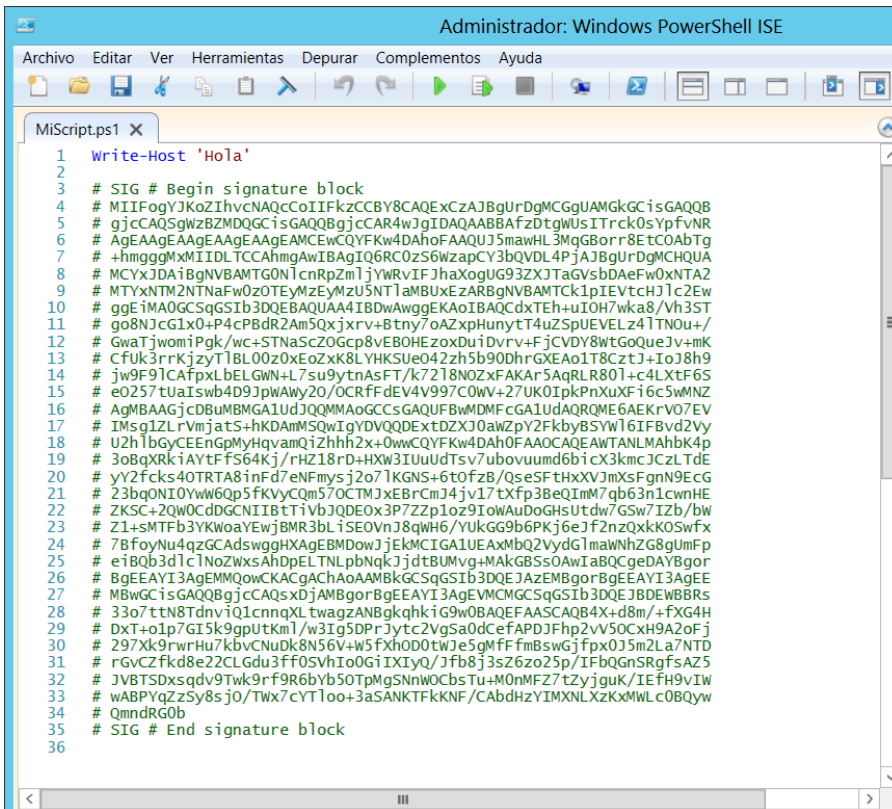 Administrador: Windows PowerShell ISE
Archivo Editar Ver Herramientas Depurar Complementos Ayuda
MiScript.ps1
1 Write-Host 'Hola'
2
3 # SIG # Begin signature block
4 # MIIFogYJKoZIhvcNAQcCoIIFkzCCBY8CAQExCzAJBgUrDgMCGgUAMGkGCisGAQQB
5 # gjcCAQSgWzBZMDQGCisGAQQBgjcCAR4wJgIDAQAABBAfzDtgWUsITrck0sYpfvNR
6 # AgEAAgEAAgEAAgEAAgEAMCEwCQYFKw4DAhoFAAQUJ5mawHL3MqGBorr8EtCOAbTg
7 # +hmgggMxMIIDLTCCAhmgAwIBAgIQ6RC0zS6WzapCY3bQVDL4PjAJBgUrDgMCHQUA
8 # MCYxJDAiBgNVBAMTG0NlcnRpZmljYWRvIFJhaXogUG93ZXJTaGVsbDAeFw0xNTA2
9 # MTYxNTM2NTNaFw0zOTEyMzEyMzU5NTlaMBUxEzARBgNVBAMTCk1pIEVtcHJlc2Ew
10 # ggEiMA0GCSqGSIb3DQEBAQUAA4IBDwAwggEKAoIBAQCdxTEh+uIOH7wka8/Vh3ST
11 # go8NJcG1x0+P4cPBdR2Am5Qxjxrv+Btny7oAZxpHunytT4uZSpUEVELz4lTNOu+/
12 # GwaTjwomiPgk/wc+STNaScZOGcp8vEBOHEzoxDuiDvrv+FjCVDY8WtGoQueJv+mK
13 # CfUk3rrKjzyTlBL00z0xEoZxK8LYHKSUeO42zh5b90DhrGXEAo1T8CztJ+IoJ8h9
14 # jw9F9lCAfpxLbELGWN+L7su9ytnAsFT/k72l8NOZxFAKAr5AqRLR80l+c4LXtF6S
15 # eO257tUaIswb4D9JpWAWy2O/OCRfFdEV4V997C0WV+27UK0IpkPnXuXFi6c5wMNZ
16 # AgMBAAGjcDBuMBMGA1UdJQQMMAoGCCsGAQUFBwMDMFcGA1UdAQRQME6AEKrVO7EV
17 # IMsg1ZLrVmjatS+hKDAmMSQwIgYDVQQDExtDZXJ0aWZpY2FkbyBSYWl6IFBvd2Vy
18 # U2hlbGyCEEnGpMyHqvamQiZhhh2x+0wwCQYFKw4DAh0FAAOCAQEAWTANLMAhbK4p
19 # 3oBqXRkiAYtFfS64Kj/rHZ18rD+HXW3IUuUdTsv7ubovuumd6bicX3kmcJCzLTdE
20 # yY2fcks4OTRTA8inFd7eNFmysj2o7lKGNS+6tOfzB/QseSFtHxXVJmXsFgnN9EcG
21 # 23bqONI0YwW6Qp5fKVyCQm57OCTMJxEBrCmJ4jv17tXfp3BeQImM7qb63n1cwnHE
22 # ZKSC+2QW0CdDGCNIIBtTiVbJQDEOx3P7ZZp1oz9IoWAuDoGHsUtdw7GSw7IZb/bW
23 # Z1+sMTFb3YKWoaYEwjBMR3bLiSEOVnJ8qWH6/YUkGG9b6PKj6eJf2nzQxkKOSwfx
24 # 7BfoyNu4qzGCAdswggHXAgEBMDowJjEkMCIGA1UEAxMbQ2VydGlmaWNhZG8gUmFp
25 # eiBQb3dlclNoZWxsAhDpELTNLpbNqkJjdtBUMvg+MAkGBSsOAwIaBQCgeDAYBgor
26 # BgEEAYI3AgEMMQowCKACgAChAoAAMBkGCSqGSIb3DQEJAzEMBgorBgEEAYI3AgEE
27 # MBwGCisGAQQBgjcCAQsxDjAMBgorBgEEAYI3AgEVMCMGCSqGSIb3DQEJBDEWBBRs
28 # 33o7ttN8TdnviQ1cnnqXLtwagzANBgkqhkiG9w0BAQEFAASCAQB4X+d8m/+fXG4H
29 # DxT+o1p7GI5k9gpUtKml/w3Ig5DPrJytc2VgSa0dCefAPDJFhp2vV5OCxH9A2oFj
30 # 297Xk9rwrHu7kbvCNuDk8N56V+W5fXhOD0tWJe5gMfFfmBswGjfpx0J5m2La7NTD
31 # rGvCZfkd8e22CLGdu3ff0SVhIo0GiIXIyQ/Jfb8j3sZ6zo25p/IFbQGnSRgfsAZ5
32 # JVBTSDxsqdv9Twk9rf9R6bYb5OTpMgSNnWOCbsTu+M0nMFZ7tZyjguK/IEfH9vIW
33 # wABPYqZzSy8sjO/TWx7cYTloo+3aSANKTFkKNF/CAbdHzYIMXNLXzKxMWLc0BQyw
34 # QmndRG0b
35 # SIG # End signature block
36